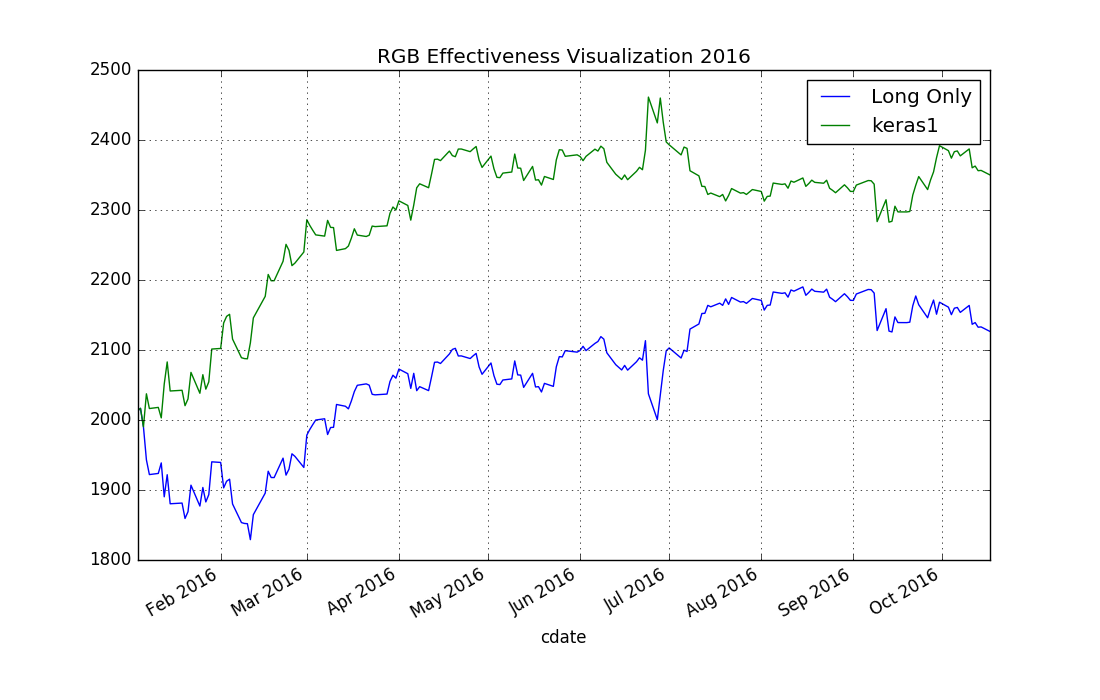 RGB Effectiveness Visualization 2016
2500
2400
2300
2200
2100
2000
1900
1800
Long Only
keras1
Feb 2016
Mar 2016
Apr 2016
May 2016
Jun 2016
Jul 2016
Aug 2016
Sep 2016
Oct 2016
cdate